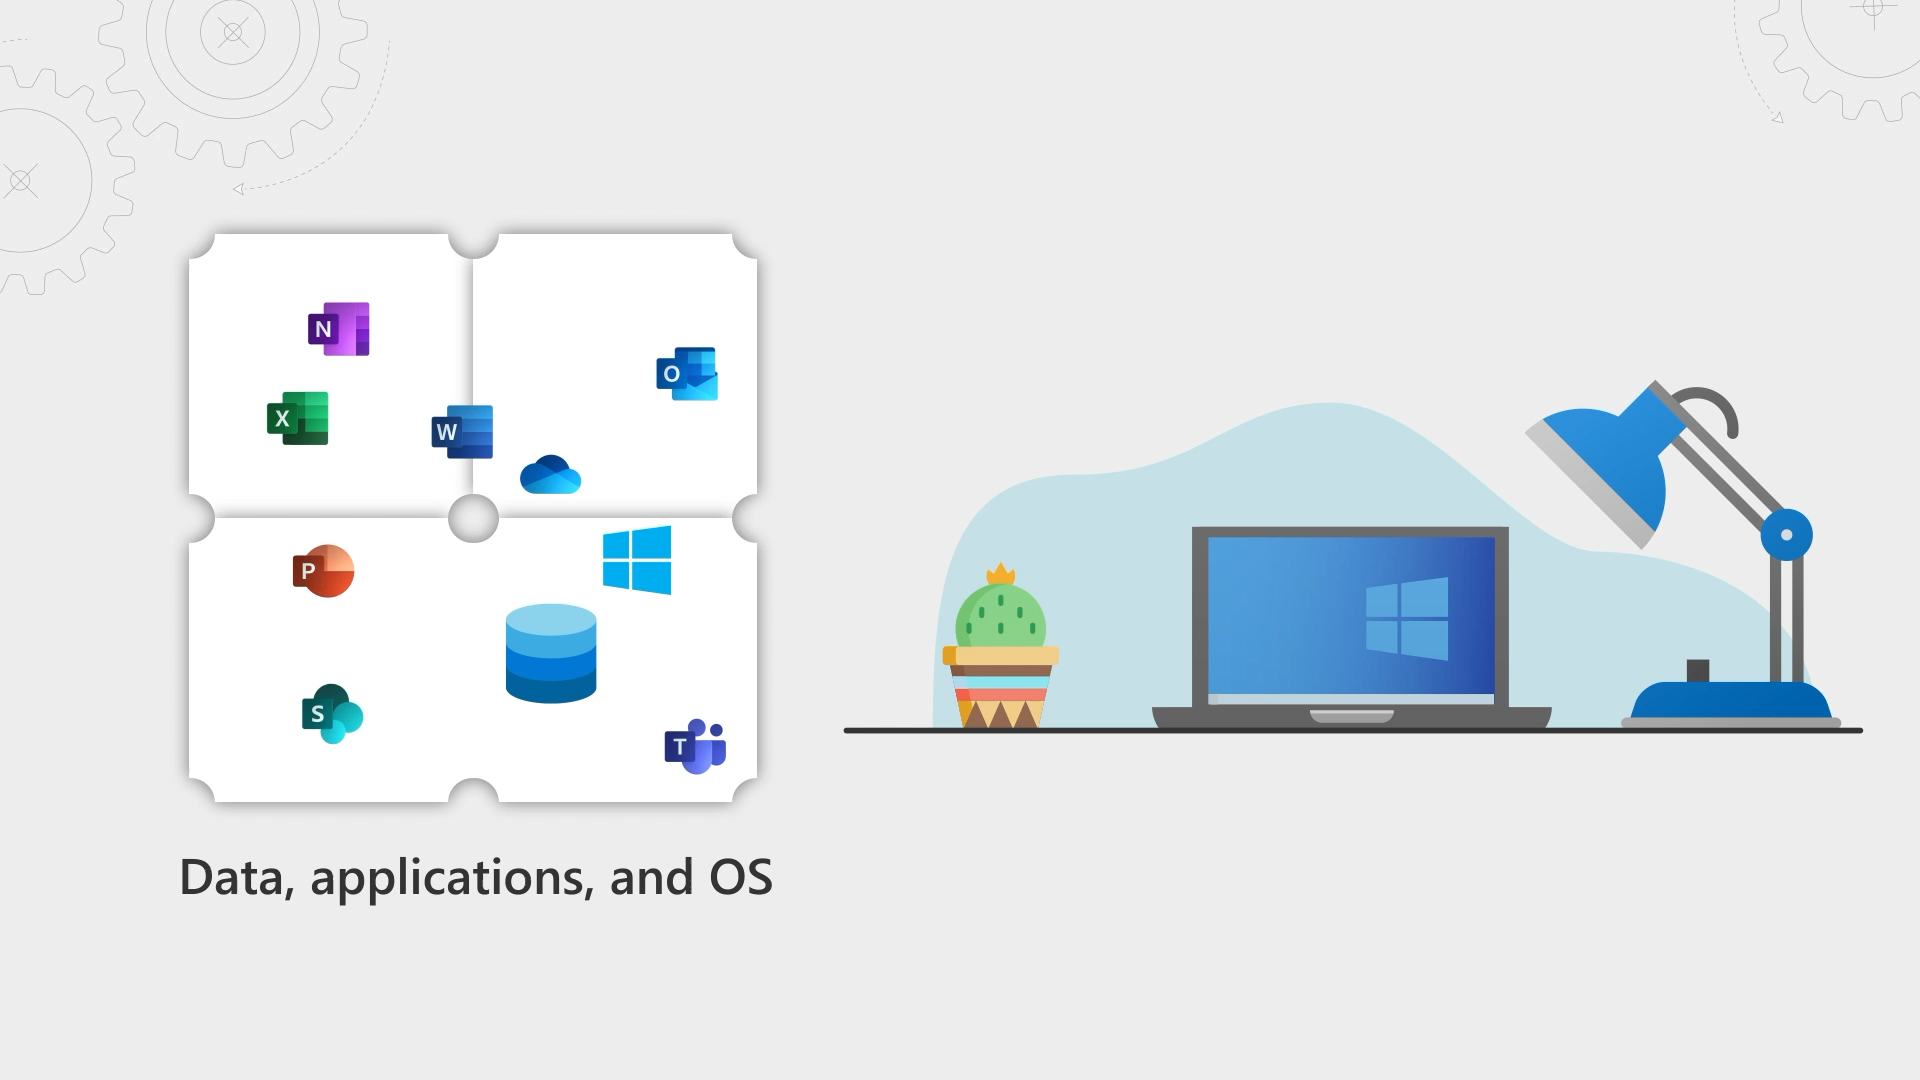 N
O
X
W
P
S
T
Data, applications, and OS